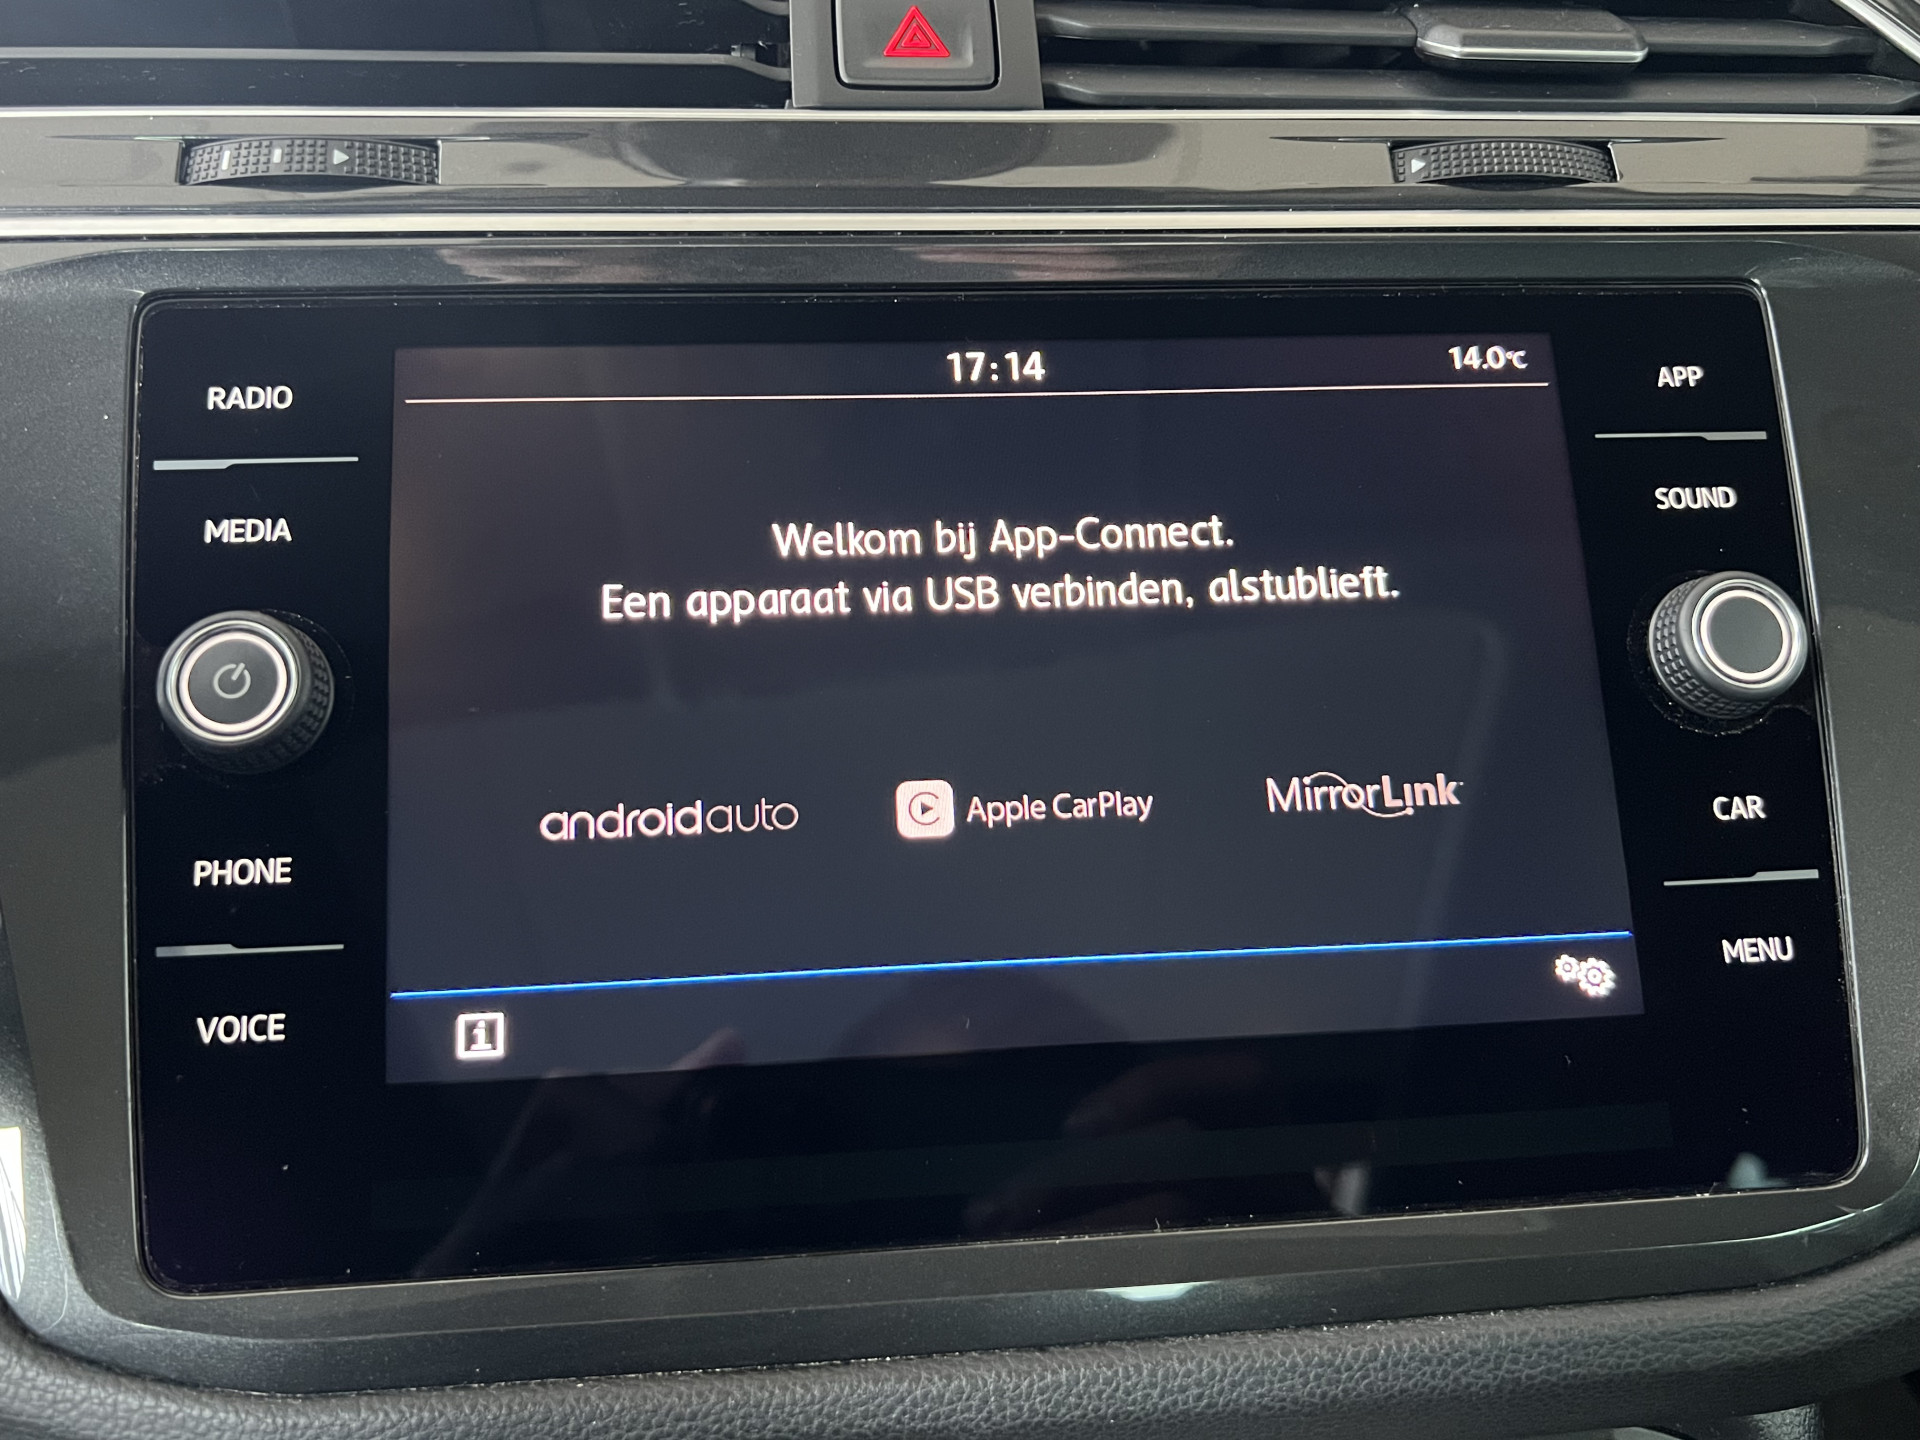 17:14
14.0°C
RADIO
MEDIA
PHONE
VOICE
Welkom bij App-Connect.
Een apparaat via USB verbinden, alstublieft.
androidauto
Apple CarPlay
MirrorLink
i
APP
SOUND
CAR
MENU